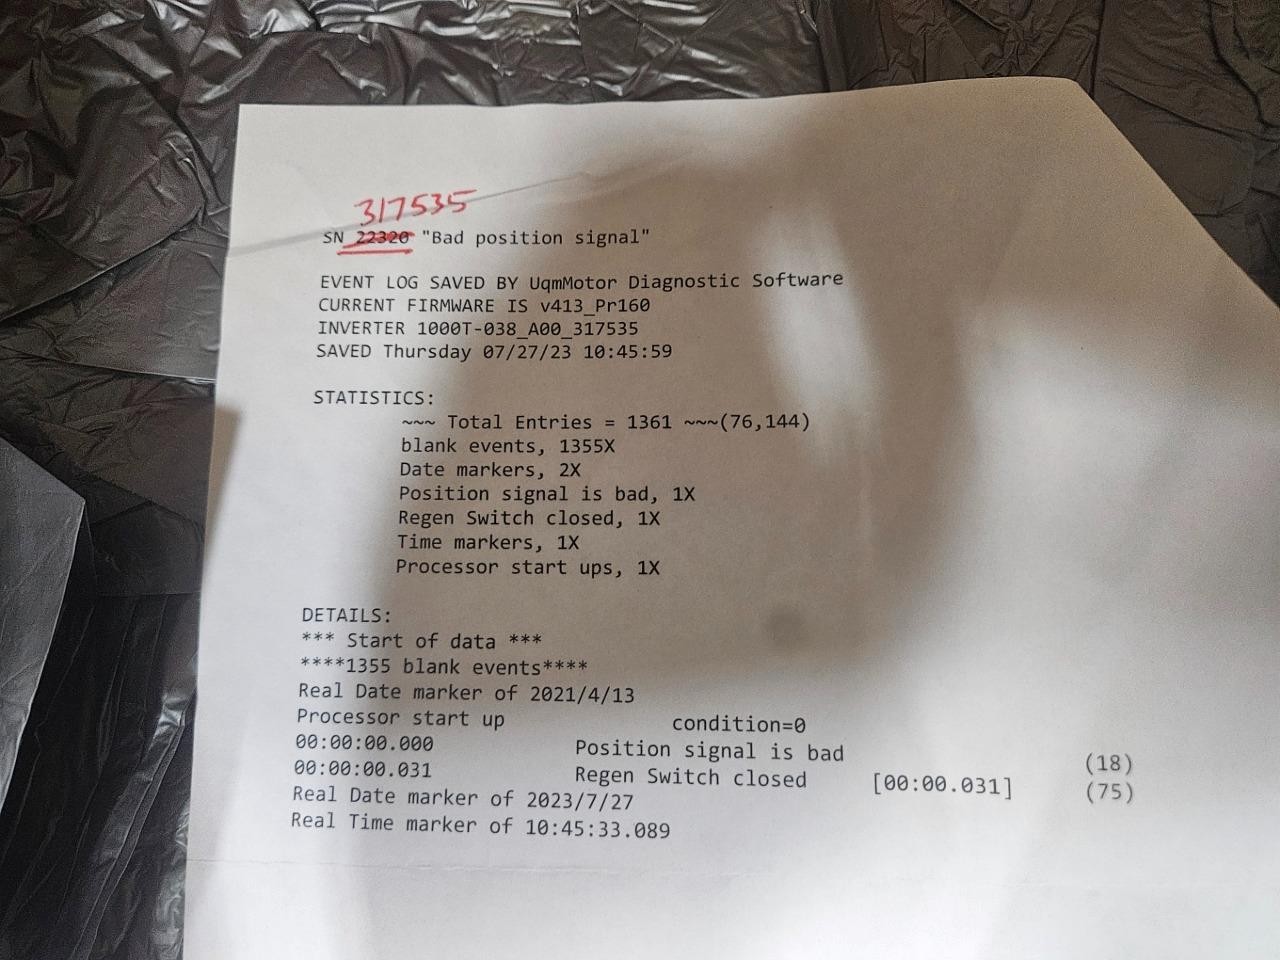 317535
SN 22320 "Bad position signal"
EVENT LOG SAVED BY UqmMotor Diagnostic Software
CURRENT FIRMWARE IS v413_Pr160
INVERTER 1000T-038_A00_317535
SAVED Thursday 07/27/23 10:45:59
STATISTICS:
~~~ Total Entries = 1361 ~~~(76,144)
blank events, 1355X
Date markers, 2X
Position signal is bad, 1X
Regen Switch closed, 1X
Time markers, 1X
Processor start ups, 1X
DETAILS:
*** Start of data ***
****1355 blank events****
Real Date marker of 2021/4/13
Processor start up condition=0
00:00:00.000 Position signal is bad (18)
00:00:00.031 Regen Switch closed [00:00.031] (75)
Real Date marker of 2023/7/27
Real Time marker of 10:45:33.089